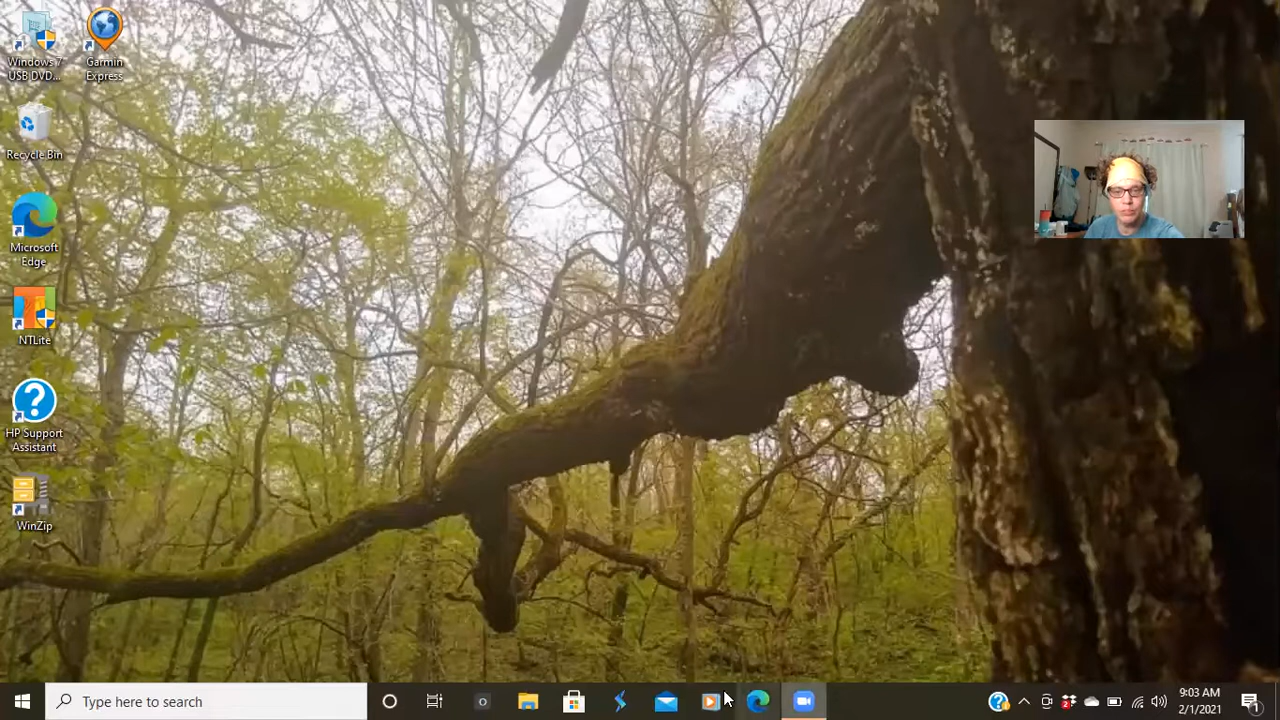 Windows 7
USB DVD...
Garmin
Express
Recycle Bin
Microsoft
Edge
NTLite
HP Support
Assistant
WinZip
Type here to search
9:03 AM
2/1/2021